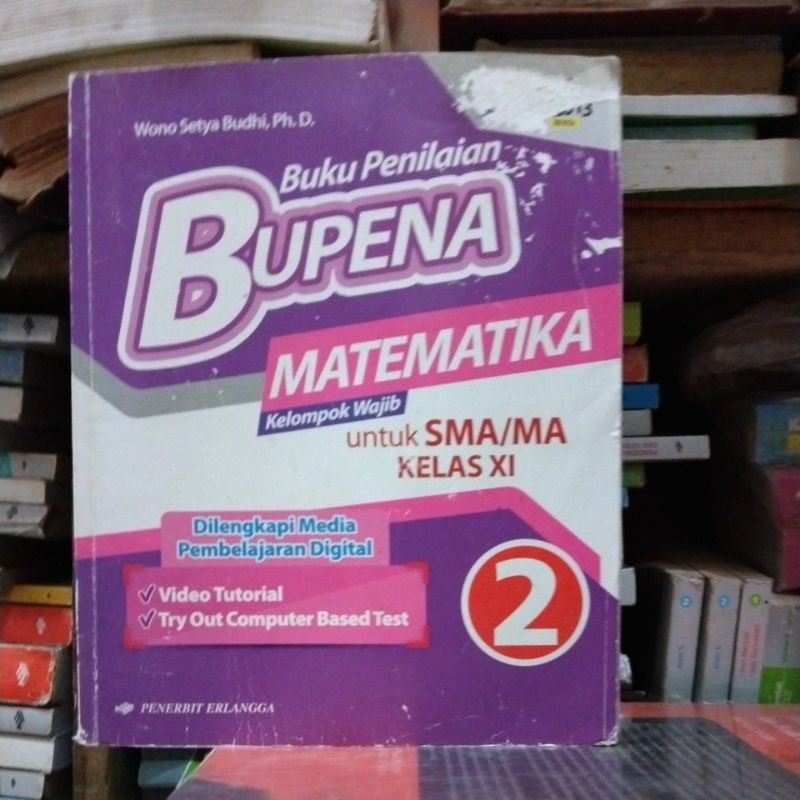 Wono Setya Budhi, Ph. D.
Buku Penilaian
BUPENA
MATEMATIKA
Kelompok Wajib
untuk SMA/MA
KELAS XI
Dilengkapi Media
Pembelajaran Digital
✓ Video Tutorial
✓ Try Out Computer Based Test
2
PENERBIT ERLANGGA